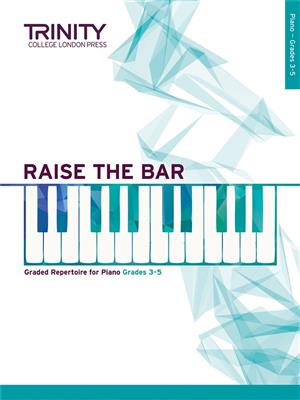 TRINITY
COLLEGE LONDON PRESS
Piano – Grades 3-5
RAISE THE BAR
Graded Repertoire for Piano Grades 3-5